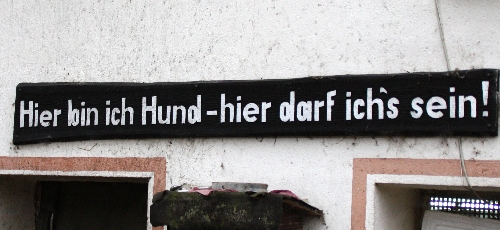 Hier bin ich Hund-hier darf ich's sein!